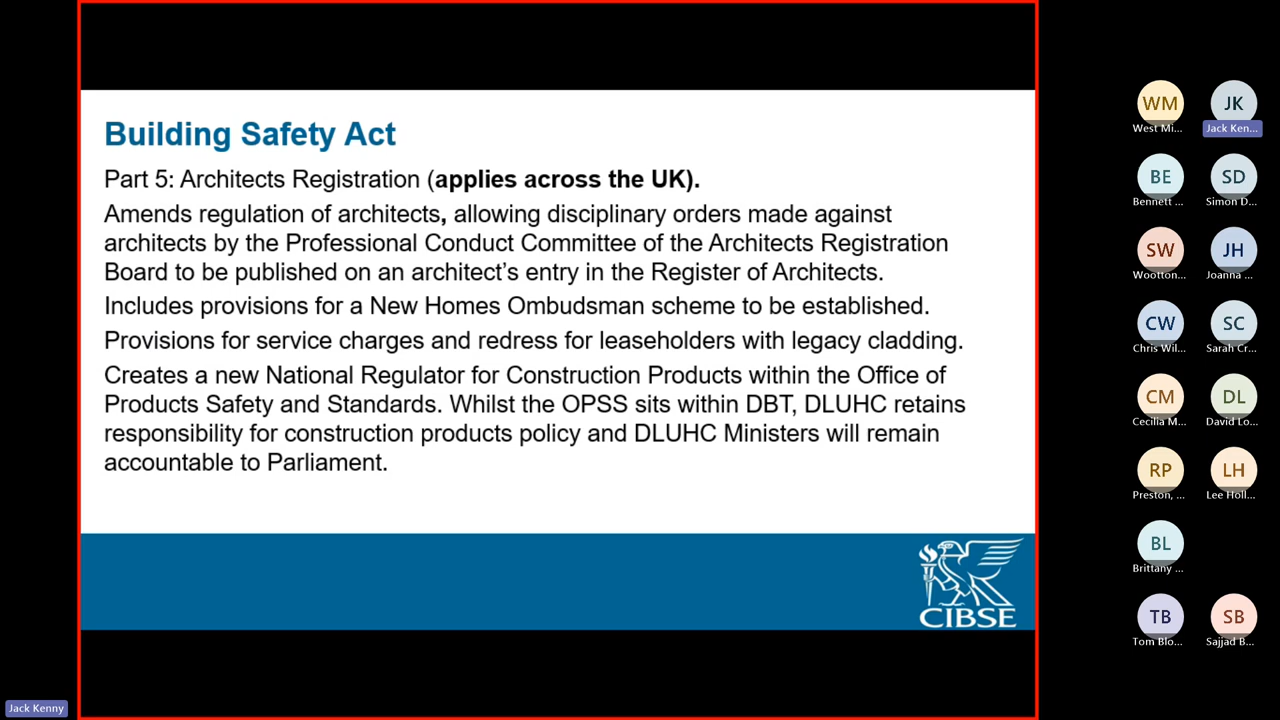 Building Safety Act
Part 5: Architects Registration (applies across the UK).
Amends regulation of architects, allowing disciplinary orders made against
architects by the Professional Conduct Committee of the Architects Registration
Board to be published on an architect's entry in the Register of Architects.
Includes provisions for a New Homes Ombudsman scheme to be established.
Provisions for service charges and redress for leaseholders with legacy cladding.
Creates a new National Regulator for Construction Products within the Office of
Products Safety and Standards. Whilst the OPSS sits within DBT, DLUHC retains
responsibility for construction products policy and DLUHC Ministers will remain
accountable to Parliament.
CIBSE
WM
West Mi...
JK
Jack Ken...
BE
Bennett ...
SD
Simon D...
SW
Wootton...
JH
Joanna ...
CW
Chris Wil...
SC
Sarah Cr...
CM
Cecilia M...
DL
David Lo...
RP
Preston, ...
LH
Lee Holl...
BL
Brittany ...
TB
Tom Blo...
SB
Sajjad B...
Jack Kenny